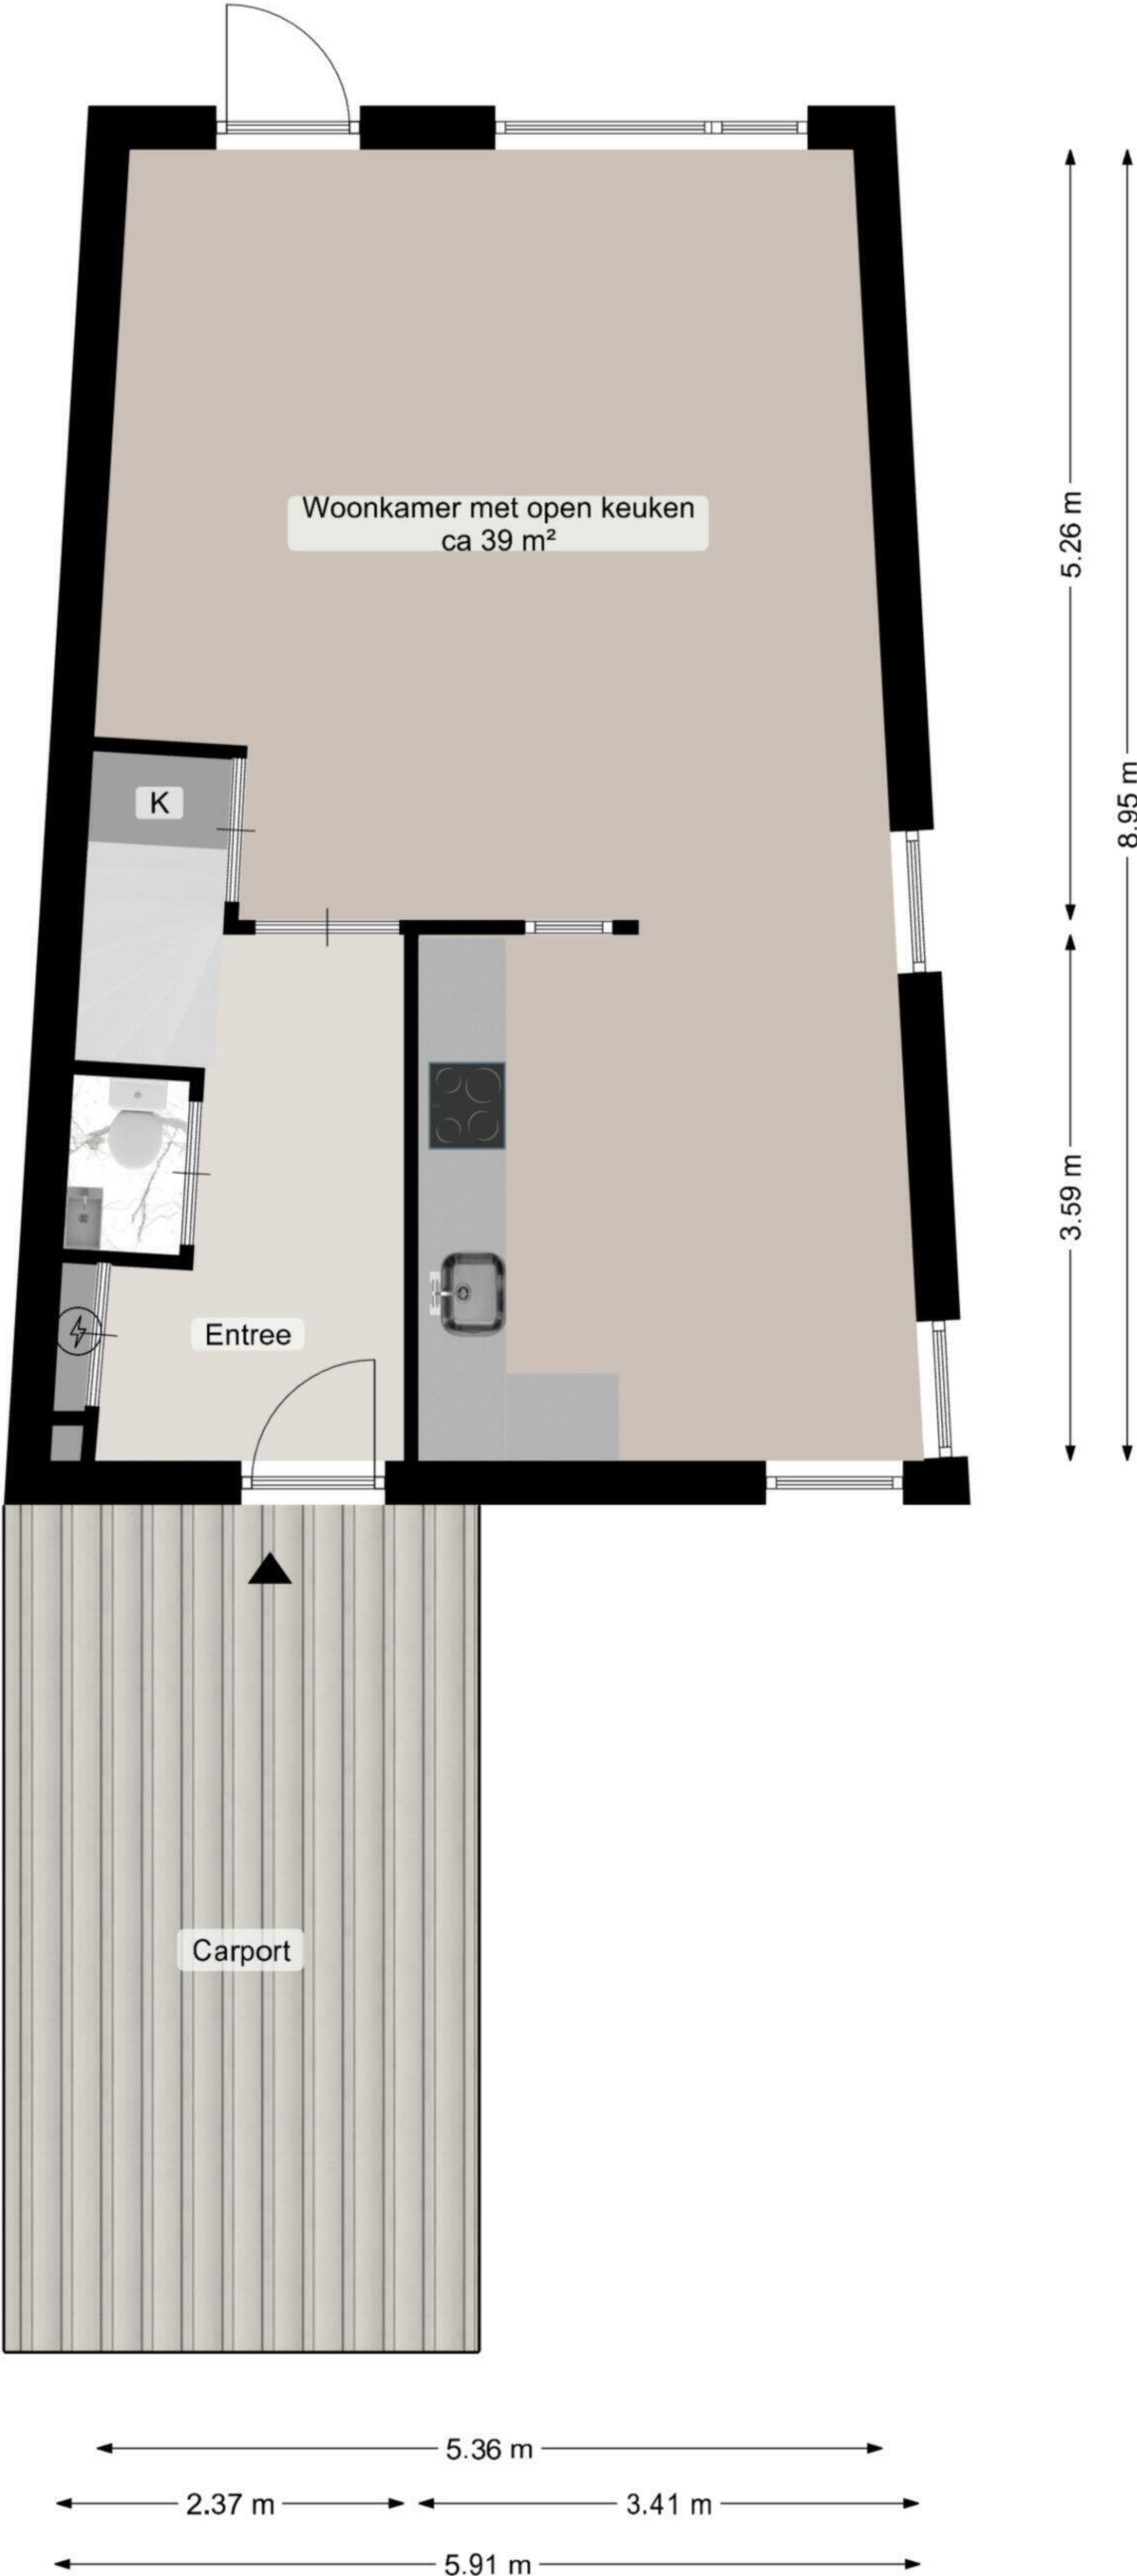 Woonkamer met open keuken
ca 39 m²
5.26 m
8.95 m
K
3.59 m
Entree
Carport
5.36 m
2.37 m
3.41 m
5.91 m